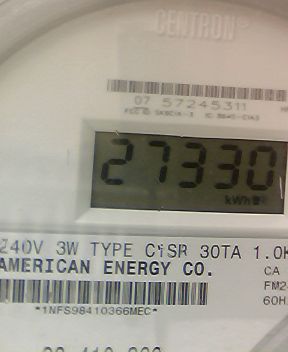 CENTRON®
07 57245311
27330
kWh
240V 3W TYPE C1SR 30TA 1.0K
AMERICAN ENERGY CO.
CA
FM2
60H
*1NFS98410366MEC*